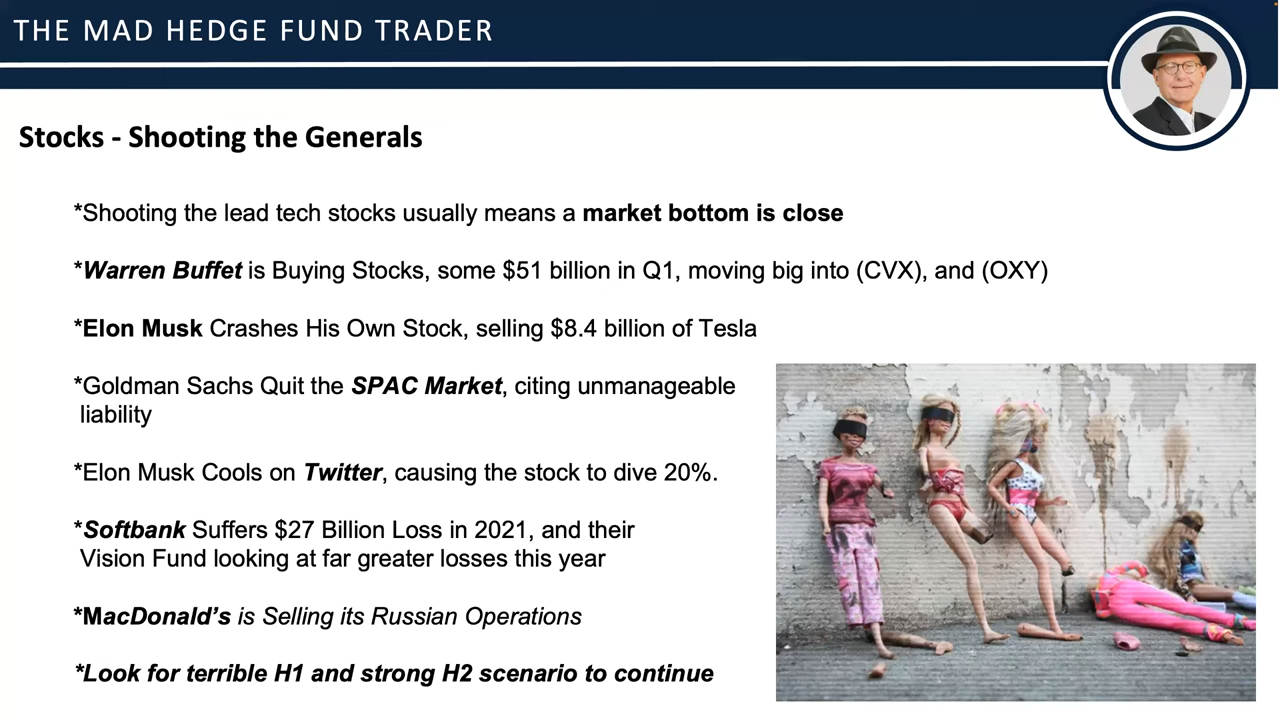 THE MAD HEDGE FUND TRADER
Stocks - Shooting the Generals
*Shooting the lead tech stocks usually means a market bottom is close
*Warren Buffet is Buying Stocks, some $51 billion in Q1, moving big into (CVX), and (OXY)
*Elon Musk Crashes His Own Stock, selling $8.4 billion of Tesla
*Goldman Sachs Quit the SPAC Market, citing unmanageable
liability
*Elon Musk Cools on Twitter, causing the stock to dive 20%.
*Softbank Suffers $27 Billion Loss in 2021, and their
Vision Fund looking at far greater losses this year
*MacDonald’s is Selling its Russian Operations
*Look for terrible H1 and strong H2 scenario to continue